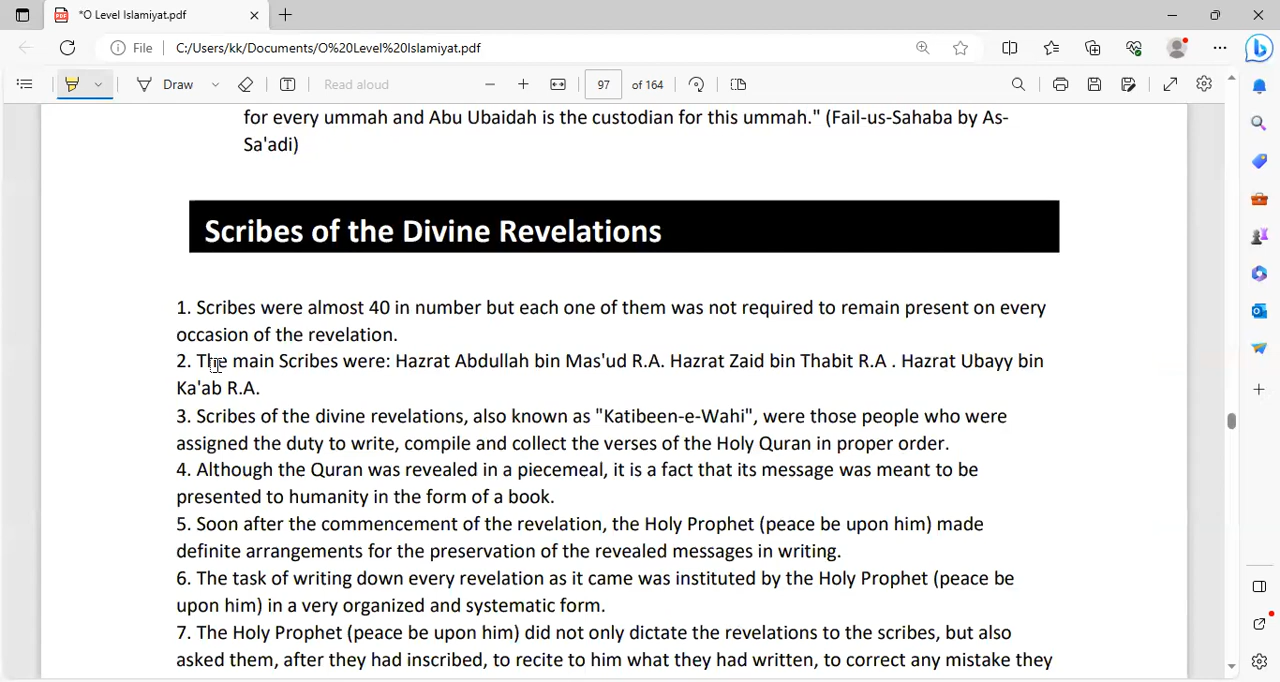 *O Level Islamiyat.pdf
File
C:/Users/kk/Documents/O%20Level%20Islamiyat.pdf
Draw
Read aloud
97
of 164
for every ummah and Abu Ubaidah is the custodian for this ummah." (Fail-us-Sahaba by As-
Sa'adi)
Scribes of the Divine Revelations
1. Scribes were almost 40 in number but each one of them was not required to remain present on every
occasion of the revelation.
2. The main Scribes were: Hazrat Abdullah bin Mas'ud R.A. Hazrat Zaid bin Thabit R.A . Hazrat Ubayy bin
Ka'ab R.A.
3. Scribes of the divine revelations, also known as "Katibeen-e-Wahi", were those people who were
assigned the duty to write, compile and collect the verses of the Holy Quran in proper order.
4. Although the Quran was revealed in a piecemeal, it is a fact that its message was meant to be
presented to humanity in the form of a book.
5. Soon after the commencement of the revelation, the Holy Prophet (peace be upon him) made
definite arrangements for the preservation of the revealed messages in writing.
6. The task of writing down every revelation as it came was instituted by the Holy Prophet (peace be
upon him) in a very organized and systematic form.
7. The Holy Prophet (peace be upon him) did not only dictate the revelations to the scribes, but also
asked them, after they had inscribed, to recite to him what they had written, to correct any mistake they